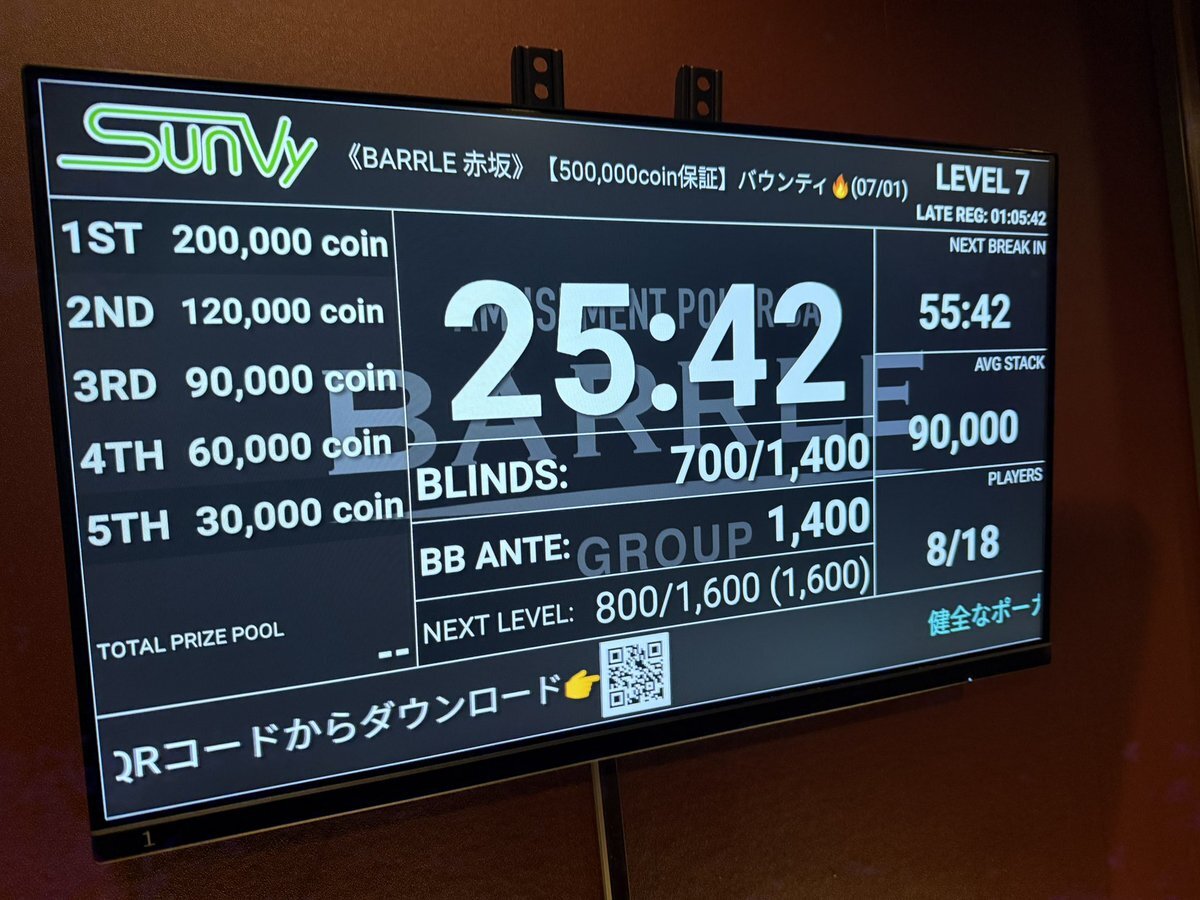 SunVy
《BARRLE 赤坂》 【500,000coin保証】バウンティ🔥(07/01)
LEVEL 7
LATE REG: 01:05:42
1ST 200,000 coin
2ND 120,000 coin
3RD 90,000 coin
4TH 60,000 coin
5TH 30,000 coin
TOTAL PRIZE POOL
--
25:42
BARRLE
GROUP
BLINDS: 700/1,400
BB ANTE: 1,400
NEXT LEVEL: 800/1,600 (1,600)
NEXT BREAK IN
55:42
AVG STACK
90,000
PLAYERS
8/18
QRコードからダウンロード👉
健全なポーカ
1